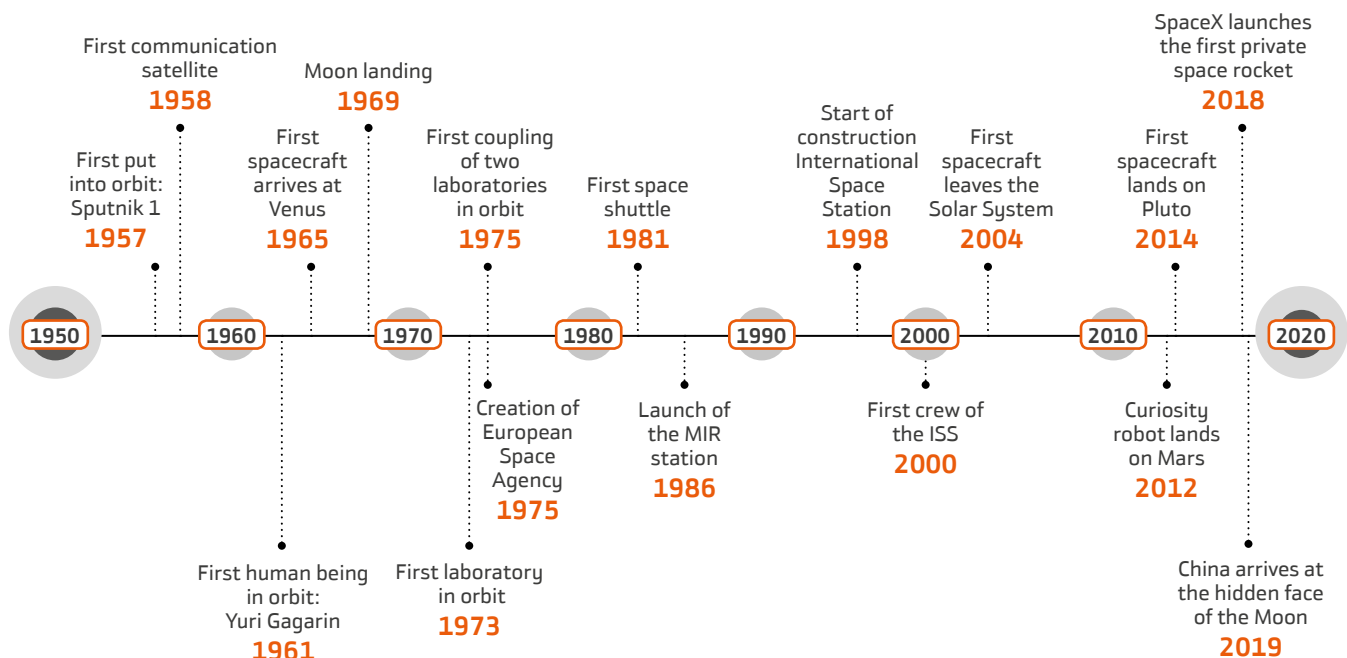 First put
into orbit:
Sputnik 1
1957
First communication
satellite
1958
First
spacecraft
arrives at
Venus
1965
Moon landing
1969
First coupling
of two
laboratories
in orbit
1975
First space
shuttle
1981
Start of
construction
International
Space
Station
1998
First
spacecraft
leaves the
Solar System
2004
First
spacecraft
lands on
Pluto
2014
SpaceX launches
the first private
space rocket
2018
1950
1960
1970
1980
1990
2000
2010
2020
First human being
in orbit:
Yuri Gagarin
1961
First laboratory
in orbit
1973
Creation of
European
Space
Agency
1975
Launch of
the MIR
station
1986
First crew of
the ISS
2000
Curiosity
robot lands
on Mars
2012
China arrives at
the hidden face
of the Moon
2019